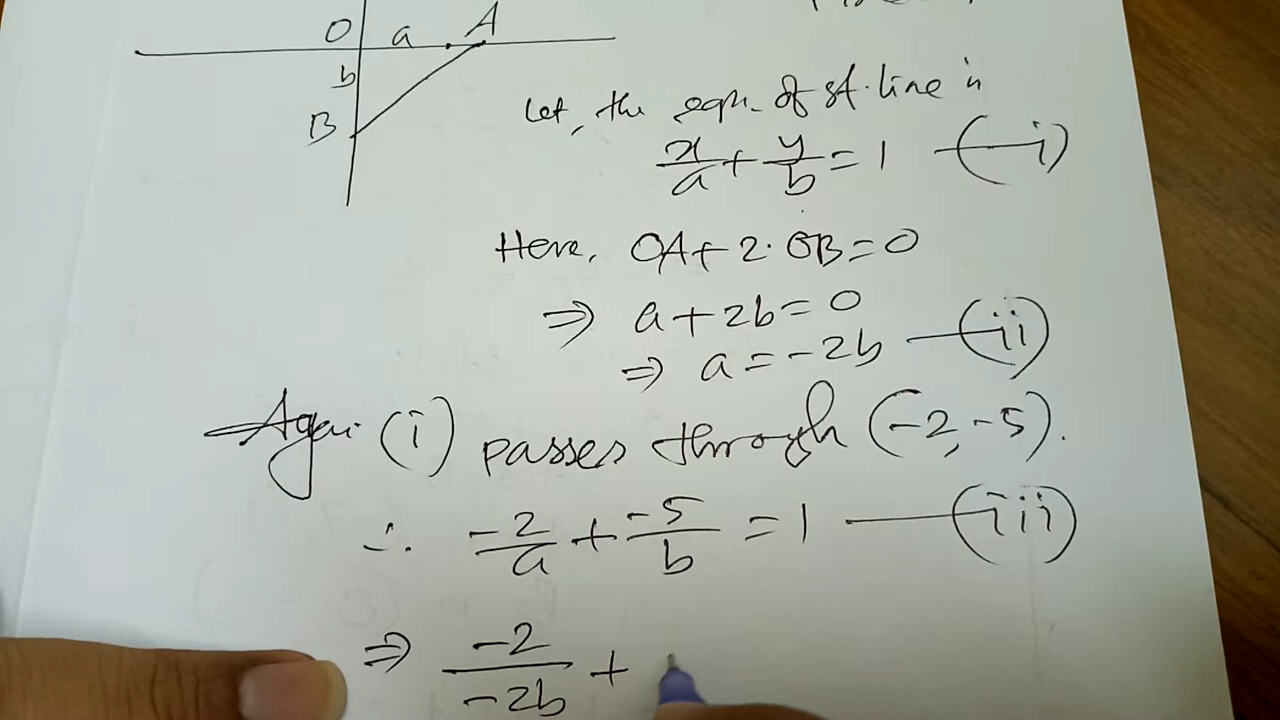 O a A
b
B
Let, the eqn. of st. line is
x/a + y/b = 1 —(i)
Here, OA + 2·OB = 0
⇒ a + 2b = 0
⇒ a = -2b —(ii)
Again (i) passes through (-2, -5).
∴ -2/a + -5/b = 1 —(iii)
⇒ -2/-2b +